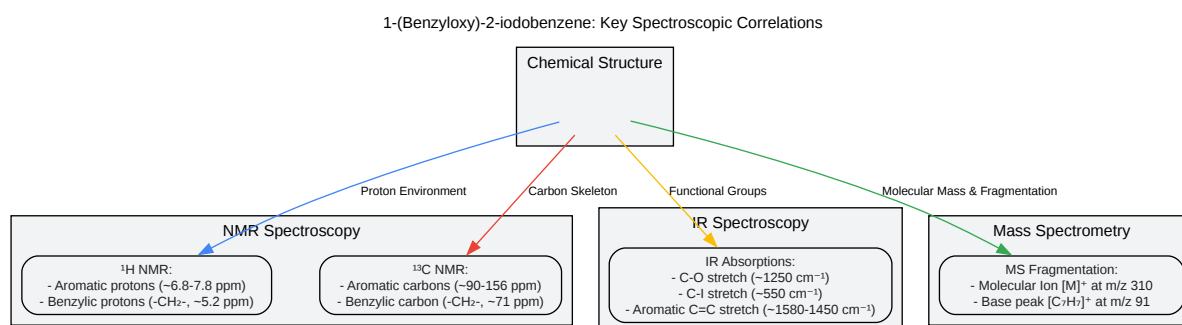 1-(Benzyloxy)-2-iodobenzene: Key Spectroscopic Correlations
Chemical Structure
Proton Environment
Carbon Skeleton
Functional Groups
Molecular Mass & Fragmentation
NMR Spectroscopy
¹H NMR:
- Aromatic protons (~6.8-7.8 ppm)
- Benzylic protons (-CH₂-, ~5.2 ppm)
¹³C NMR:
- Aromatic carbons (~90-156 ppm)
- Benzylic carbon (-CH₂-, ~71 ppm)
IR Spectroscopy
IR Absorptions:
- C-O stretch (~1250 cm⁻¹)
- C-I stretch (~550 cm⁻¹)
- Aromatic C=C stretch (~1580-1450 cm⁻¹)
Mass Spectrometry
MS Fragmentation:
- Molecular Ion [M]⁺ at m/z 310
- Base peak [C₇H₇]⁺ at m/z 91